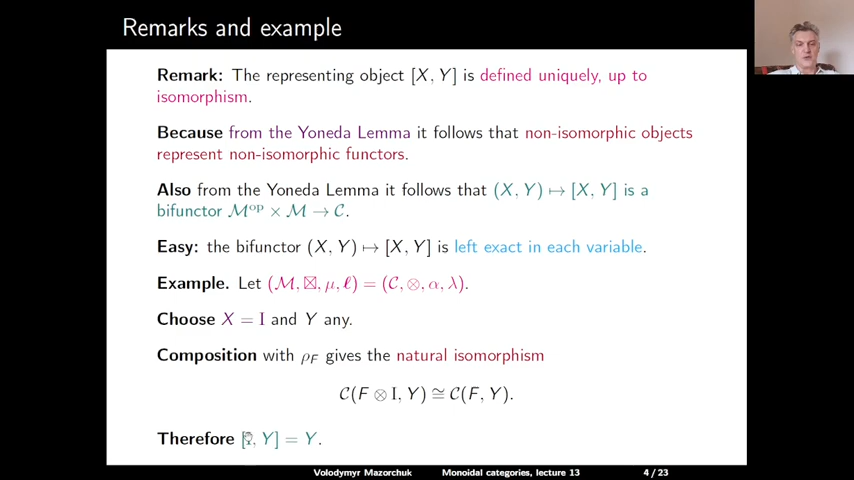 Remarks and example
Remark: The representing object [X, Y] is defined uniquely, up to
isomorphism.
Because from the Yoneda Lemma it follows that non-isomorphic objects
represent non-isomorphic functors.
Also from the Yoneda Lemma it follows that (X, Y) ↦ [X, Y] is a
bifunctor ℳᵒᵖ × ℳ → 𝒞.
Easy: the bifunctor (X, Y) ↦ [X, Y] is left exact in each variable.
Example. Let (ℳ, ⊠, μ, ℓ) = (𝒞, ⊗, α, λ).
Choose X = I and Y any.
Composition with ρ_F gives the natural isomorphism
𝒞(F ⊗ I, Y) ≅ 𝒞(F, Y).
Therefore [, Y] = Y.
Volodymyr Mazorchuk Monoidal categories, lecture 13 4 / 23